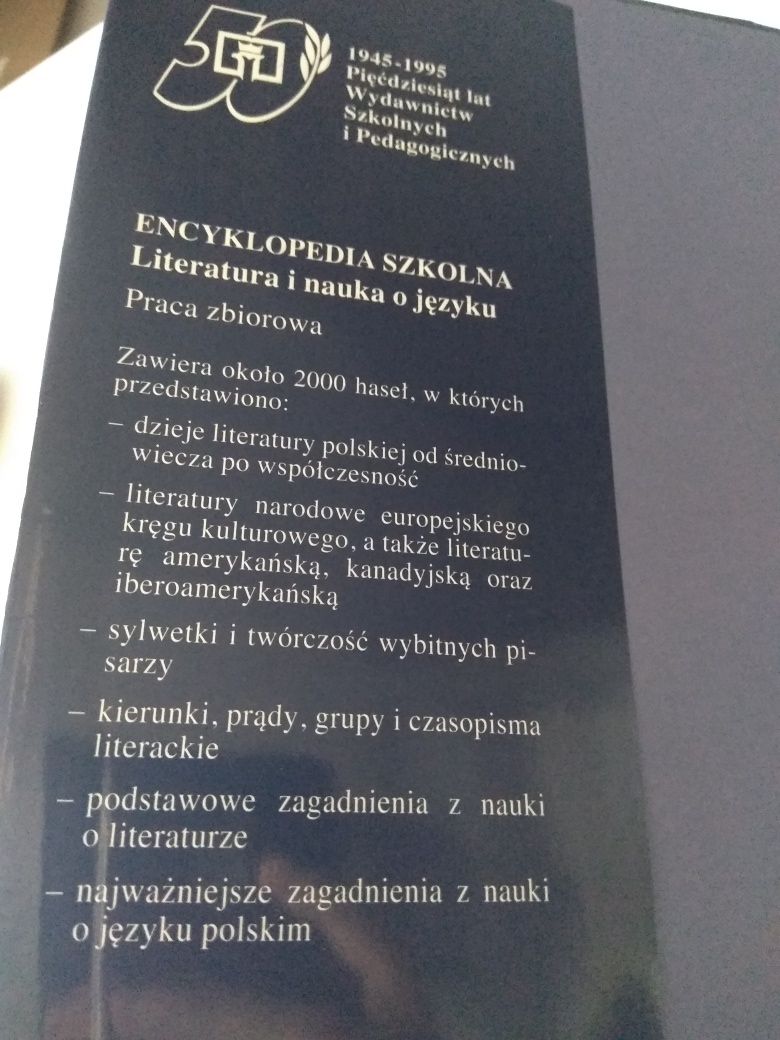 50
1945-1995
Pięćdziesiąt lat
Wydawnictw
Szkolnych
i Pedagogicznych
ENCYKLOPEDIA SZKOLNA
Literatura i nauka o języku
Praca zbiorowa
Zawiera około 2000 haseł, w których
przedstawiono:
– dzieje literatury polskiej od średnio-
wiecza po współczesność
– literatury narodowe europejskiego
kręgu kulturowego, a także literatu-
rę amerykańską, kanadyjską oraz
iberoamerykańską
– sylwetki i twórczość wybitnych pi-
sarzy
– kierunki, prądy, grupy i czasopisma
literackie
– podstawowe zagadnienia z nauki
o literaturze
– najważniejsze zagadnienia z nauki
o języku polskim